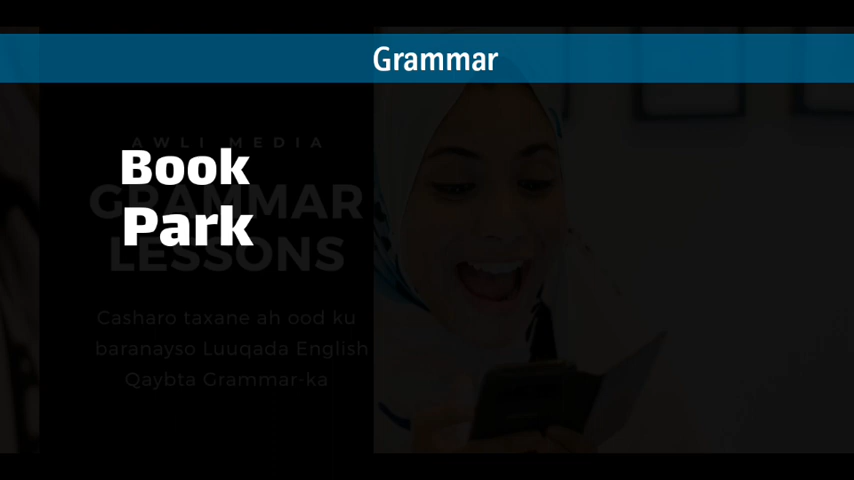 Grammar
AWLI MEDIA
Book
GRAMMAR
Park
LESSONS
Casharo taxane ah ood ku
baranayso Luuqada English
Qaybta Grammar-ka